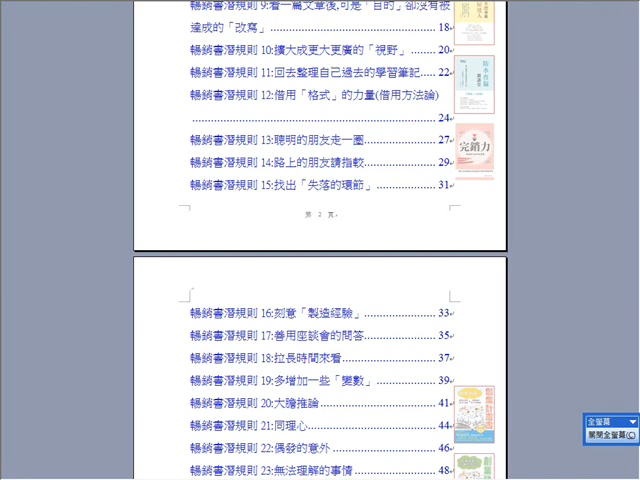 暢銷書潛規則 9:看一篇文章後,可是「目的」卻沒有被
達成的「改寫」 18
暢銷書潛規則 10:擴大成更大更廣的「視野」 20
暢銷書潛規則 11:回去整理自己過去的學習筆記 22
暢銷書潛規則 12:借用「格式」的力量(借用方法論)
24
暢銷書潛規則 13:聰明的朋友走一圈 27
暢銷書潛規則 14:路上的朋友請指較 29
暢銷書潛規則 15:找出「失落的環節」 31
完銷力
第 2 頁
暢銷書潛規則 16:刻意「製造經驗」 33
暢銷書潛規則 17:善用座談會的問答 35
暢銷書潛規則 18:拉長時間來看 37
暢銷書潛規則 19:多增加一些「變數」 39
暢銷書潛規則 20:大膽推論 41
暢銷書潛規則 21:同理心 44
暢銷書潛規則 22:偶發的意外 46
暢銷書潛規則 23:無法理解的事情 48
全螢幕
關閉全螢幕(C)